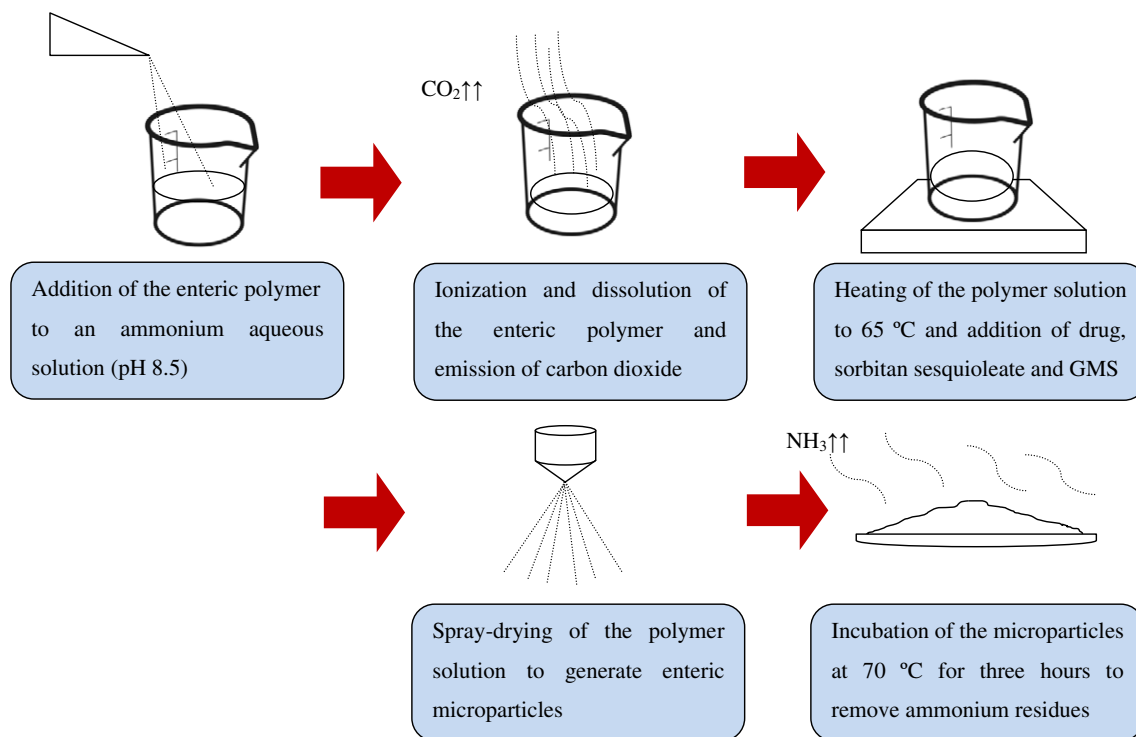 CO₂↑↑
Addition of the enteric polymer
to an ammonium aqueous
solution (pH 8.5)
Ionization and dissolution of
the enteric polymer and
emission of carbon dioxide
Heating of the polymer solution
to 65 ºC and addition of drug,
sorbitan sesquioleate and GMS
NH₃↑↑
Spray-drying of the polymer
solution to generate enteric
microparticles
Incubation of the microparticles
at 70 ºC for three hours to
remove ammonium residues